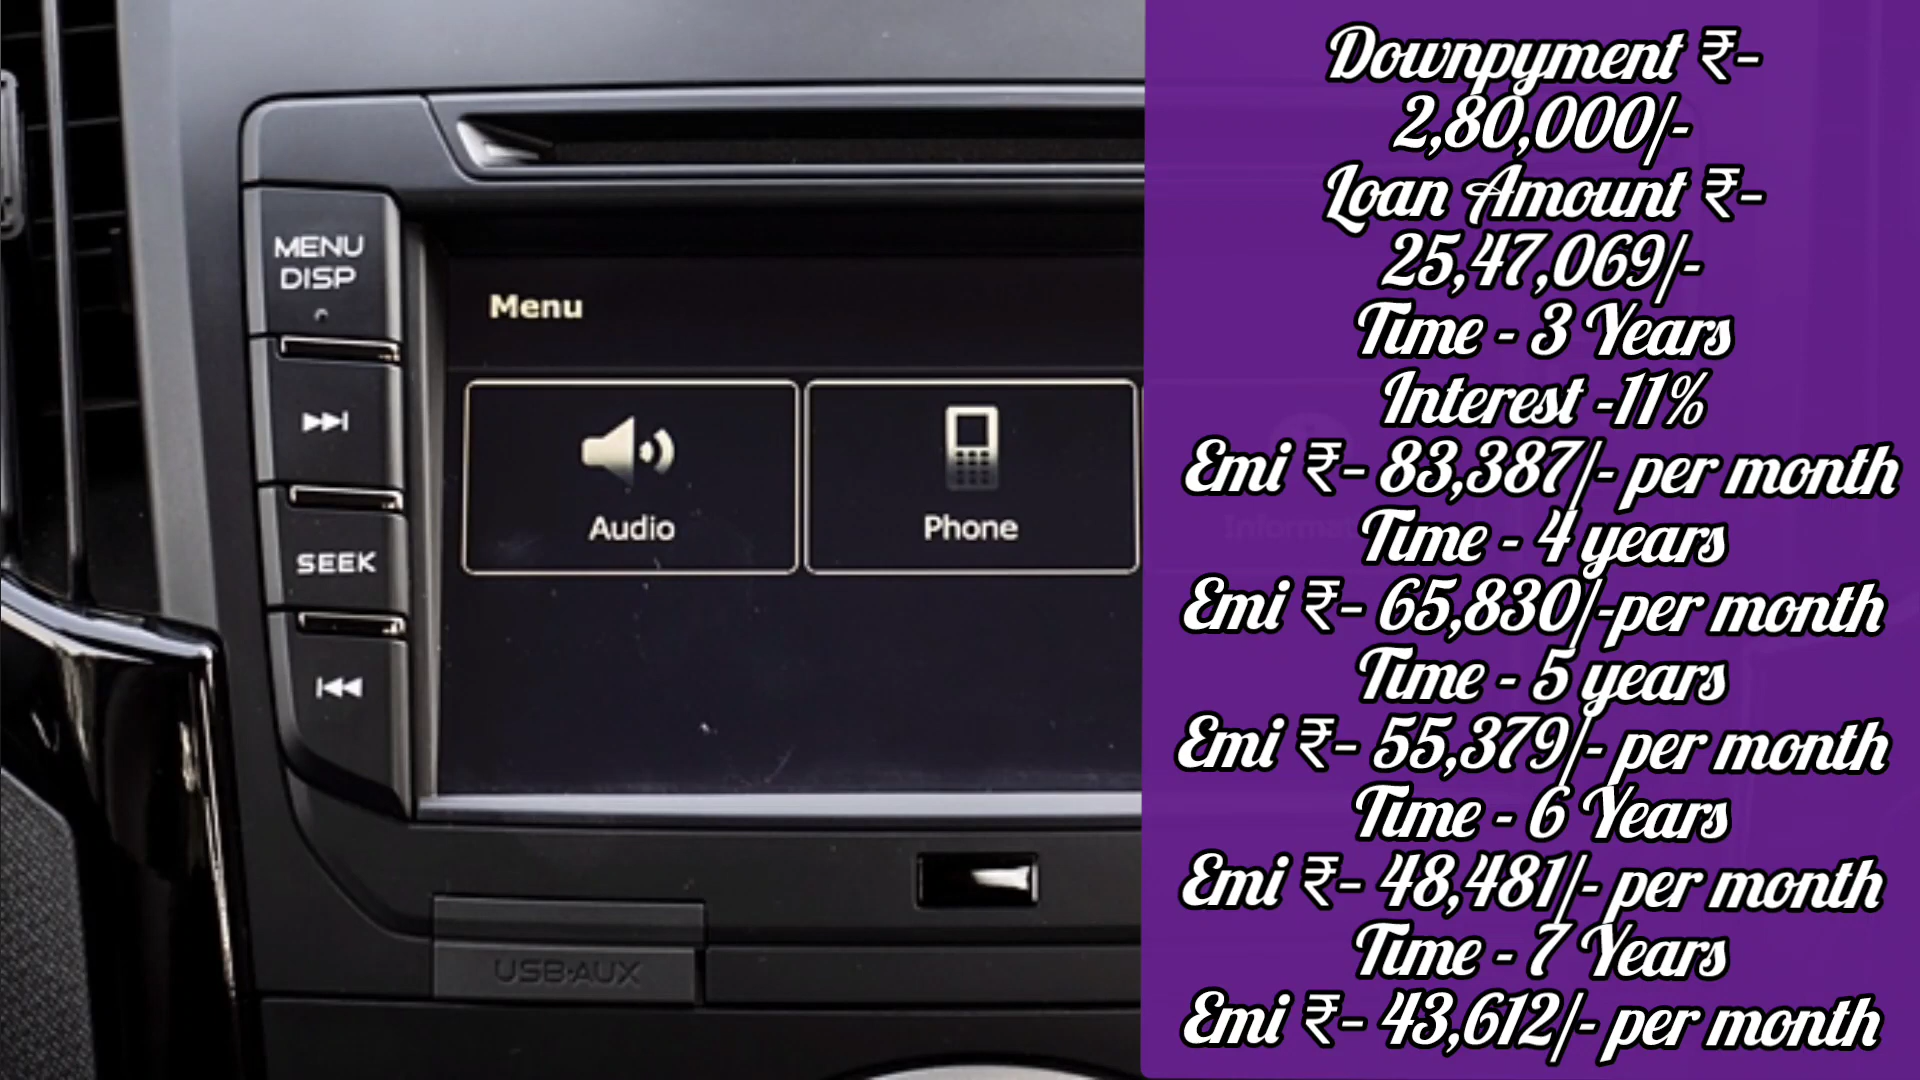 MENU
DISP
SEEK
USB·AUX
Menu
Audio
Phone
Informat
Downpyment ₹-
2,80,000/-
Loan Amount ₹-
25,47,069/-
Time - 3 Years
Interest -11%
Emi ₹- 83,387/- per month
Time - 4 years
Emi ₹- 65,830/-per month
Time - 5 years
Emi ₹- 55,379/- per month
Time - 6 Years
Emi ₹- 48,481/- per month
Time - 7 Years
Emi ₹- 43,612/- per month